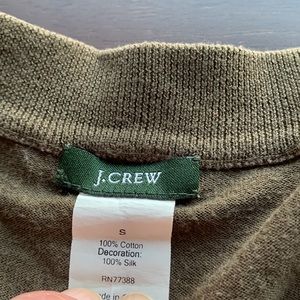 J.CREW
S
100% Cotton
Decoration:
100% Silk
RN77388